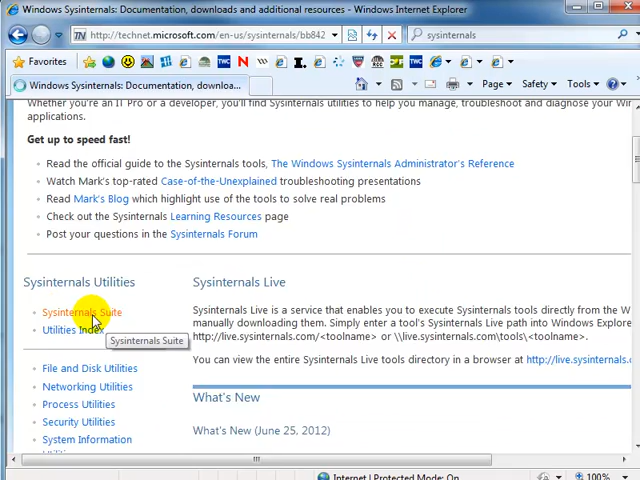 Windows Sysinternals: Documentation, downloads and additional resources - Windows Internet Explorer
http://technet.microsoft.com/en-us/sysinternals/bb842
sysinternals
Favorites
TWC
N
TWC
Windows Sysinternals: Documentation, downloa...
Page
Safety
Tools
Whether you're an IT Pro or a developer, you'll find Sysinternals utilities to help you manage, troubleshoot and diagnose your Win
applications.
Get up to speed fast!
Read the official guide to the Sysinternals tools, The Windows Sysinternals Administrator's Reference
Watch Mark's top-rated Case-of-the-Unexplained troubleshooting presentations
Read Mark's Blog which highlight use of the tools to solve real problems
Check out the Sysinternals Learning Resources page
Post your questions in the Sysinternals Forum
Sysinternals Utilities
Sysinternals Suite
Utilities Index
Sysinternals Suite
File and Disk Utilities
Networking Utilities
Process Utilities
Security Utilities
System Information
Sysinternals Live
Sysinternals Live is a service that enables you to execute Sysinternals tools directly from the W
manually downloading them. Simply enter a tool's Sysinternals Live path into Windows Explore
http://live.sysinternals.com/<toolname> or \\live.sysinternals.com\tools\<toolname>.
You can view the entire Sysinternals Live tools directory in a browser at http://live.sysinternals.
What's New
What's New (June 25, 2012)
Internet | Protected Mode: On
100%